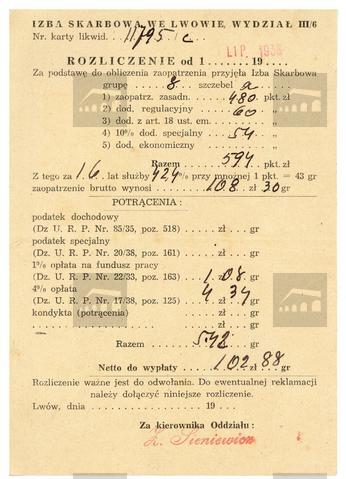 IZBA SKARBOWA WE LWOWIE, WYDZIAŁ III/6
Nr. karty likwid. 11795/c
LIP. 1938
ROZLICZENIE od 1 ........ 19 ...
Za podstawę do obliczenia zaopatrzenia przyjęła Izba Skarbowa
grupę .. 8. szczebel a
1) zaopatrz. zasadn. 480 pkt. zł
2) dod. regulacyjny 60 „
3) dod. z art. 18 ust. em. „
4) 10% dod. specjalny 54 „
5) dod. ekonomiczny „
Razem 594 pkt. zł
Z tego za 16 lat służby 42,4% przy mnożnej 1 pkt. = 43 gr
zaopatrzenie brutto wynosi 108 zł 30 gr
POTRĄCENIA:
podatek dochodowy
(Dz. U. R. P. Nr. 85/35, poz. 518) zł gr
podatek specjalny
(Dz. U. R. P. Nr. 20/38, poz. 161) zł gr
1% opłata na fundusz pracy
(Dz. U. R. P. Nr. 22/33, poz. 163) 1 zł 08 gr
4% opłata
(Dz. U. R. P. Nr. 17/38, poz. 125) 4 zł 34 gr
kondykta (potrącenia) zł gr
zł gr
Razem 5 zł 42 gr
Netto do wypłaty 102 zł 88 gr
Rozliczenie ważne jest do odwołania. Do ewentualnej reklamacji
należy dołączyć niniejsze rozliczenie.
Lwów, dnia ........ 19 ...
Za kierownika Oddziału:
Z. Sieniewicz